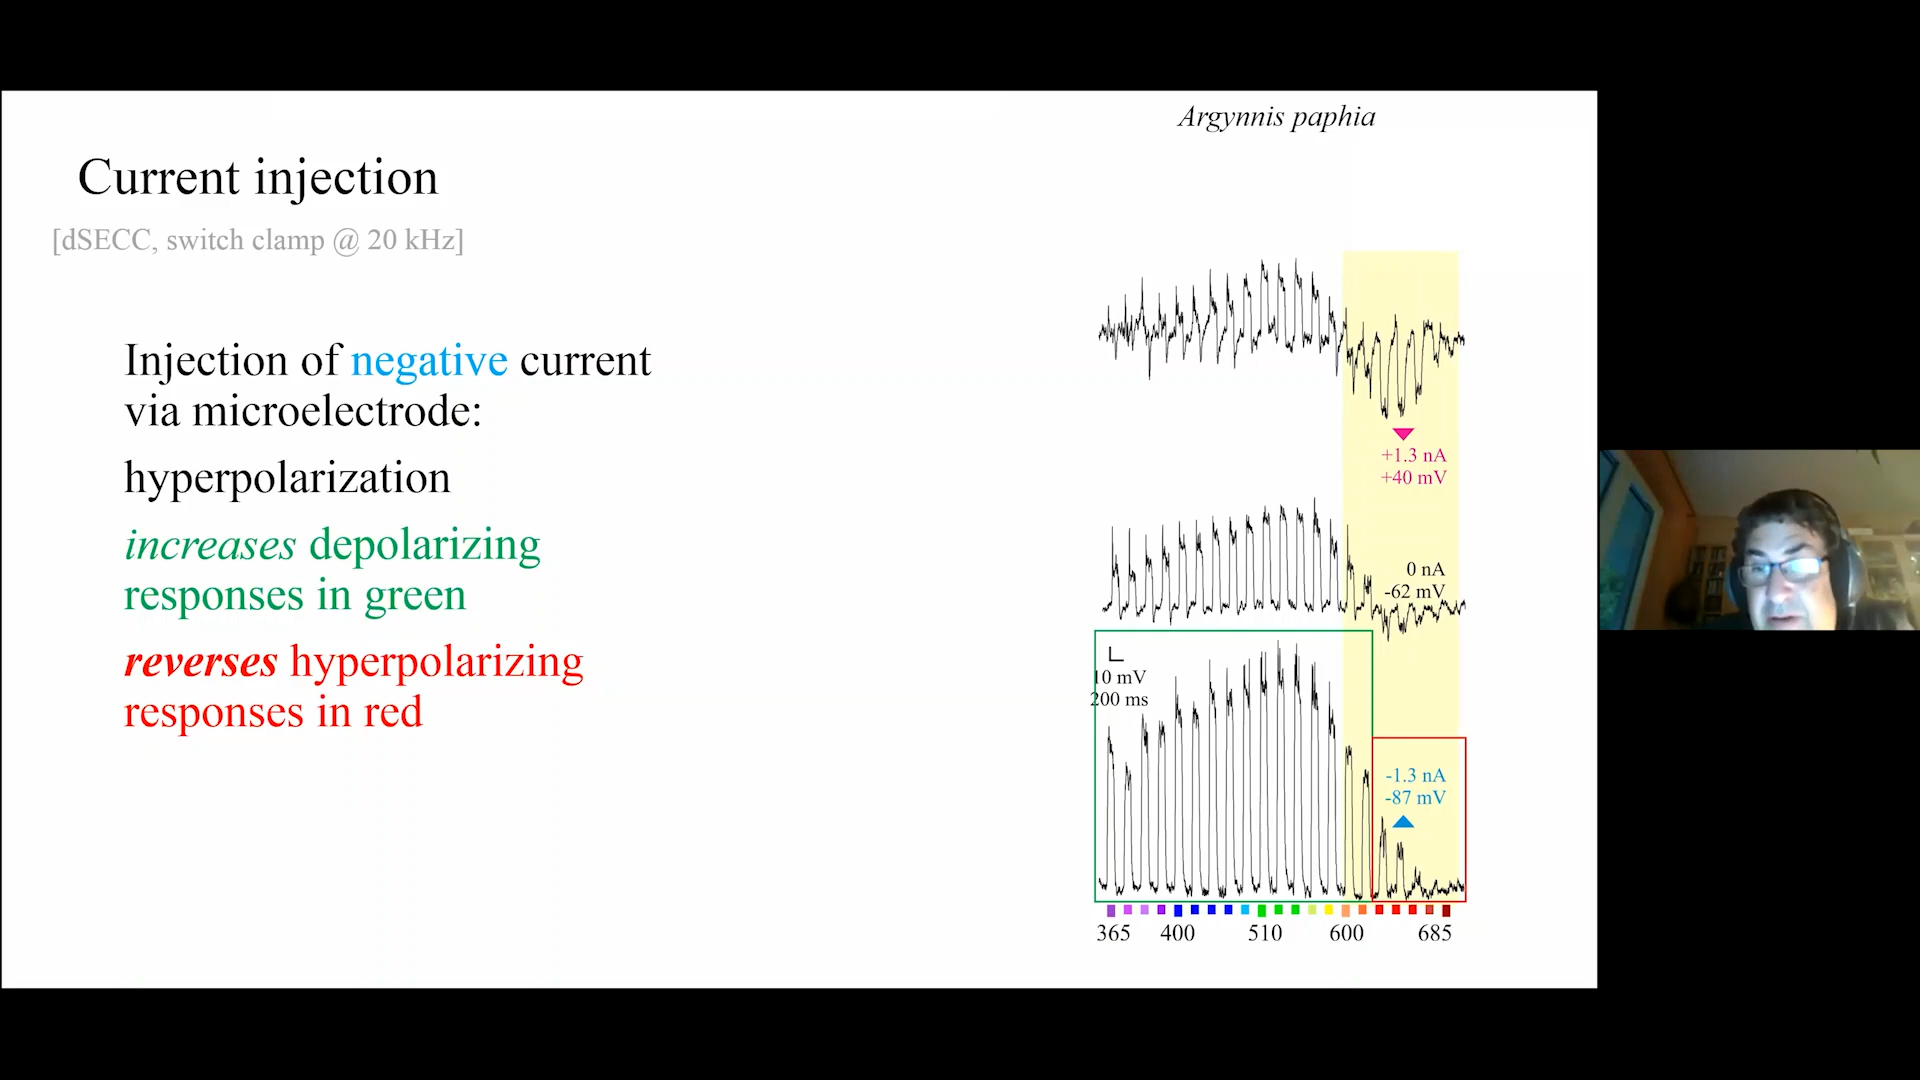 Argynnis paphia
Current injection
[dSECC, switch clamp @ 20 kHz]
Injection of negative current
via microelectrode:
hyperpolarization
increases depolarizing
responses in green
reverses hyperpolarizing
responses in red
+1.3 nA
+40 mV
0 nA
-62 mV
10 mV
200 ms
-1.3 nA
-87 mV
365 400 510 600 685